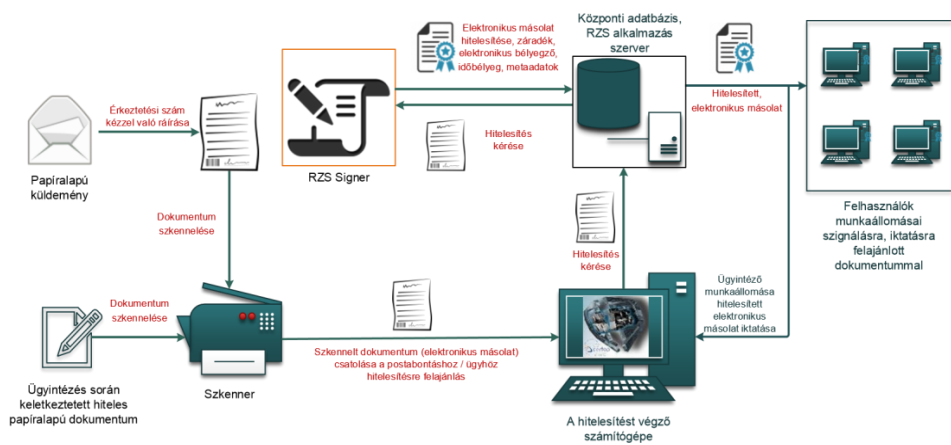 Elektronikus másolat
hitelesítése, záradék,
elektronikus bélyegző,
időbélyeg, metaadatok
Központi adatbázis,
RZS alkalmazás
szerver
Érkeztetési szám
kézzel való ráírása
Hitelesített,
elektronikus másolat
Hitelesítés
kérése
Papíralapú
küldemény
RZS Signer
Felhasználók
munkaállomásai
szignálásra, iktatásra
felajánlott
dokumentummal
Dokumentum
szkennelése
Hitelesítés
kérése
Ügyintéző
munkaállomása
hitelesített
elektronikus
másolat iktatása
Dokumentum
szkennelése
Szkennelt dokumentum (elektronikus másolat)
csatolása a postabontáshoz / ügyhöz
hitelesítésre felajánlás
Ügyintézés során
keletkeztetett hiteles
papíralapú dokumentum
Szkenner
A hitelesítést végző
számítógépe